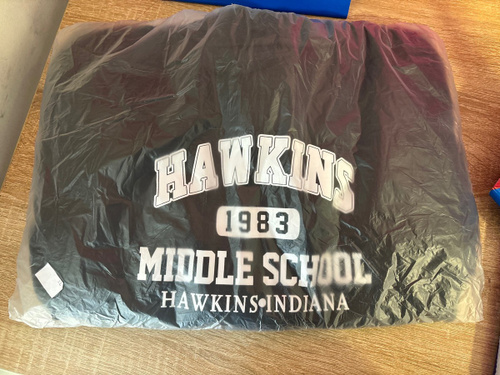 HAWKINS
1983
MIDDLE SCHOOL
HAWKINS•INDIANA